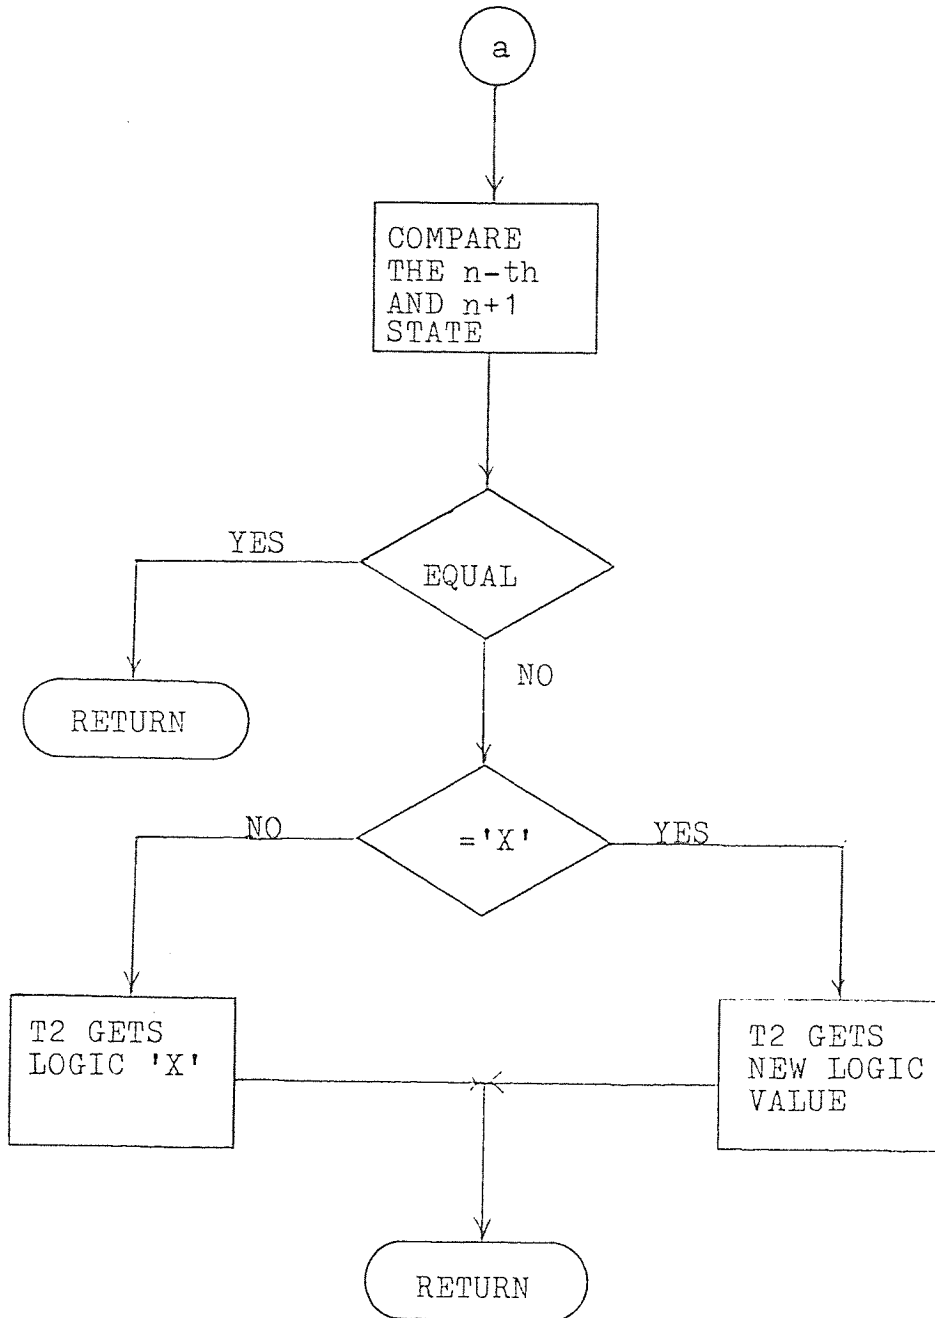 a
COMPARE
THE n-th
AND n+1
STATE
YES
EQUAL
NO
RETURN
NO
='X'
YES
T2 GETS
LOGIC 'X'
T2 GETS
NEW LOGIC
VALUE
RETURN